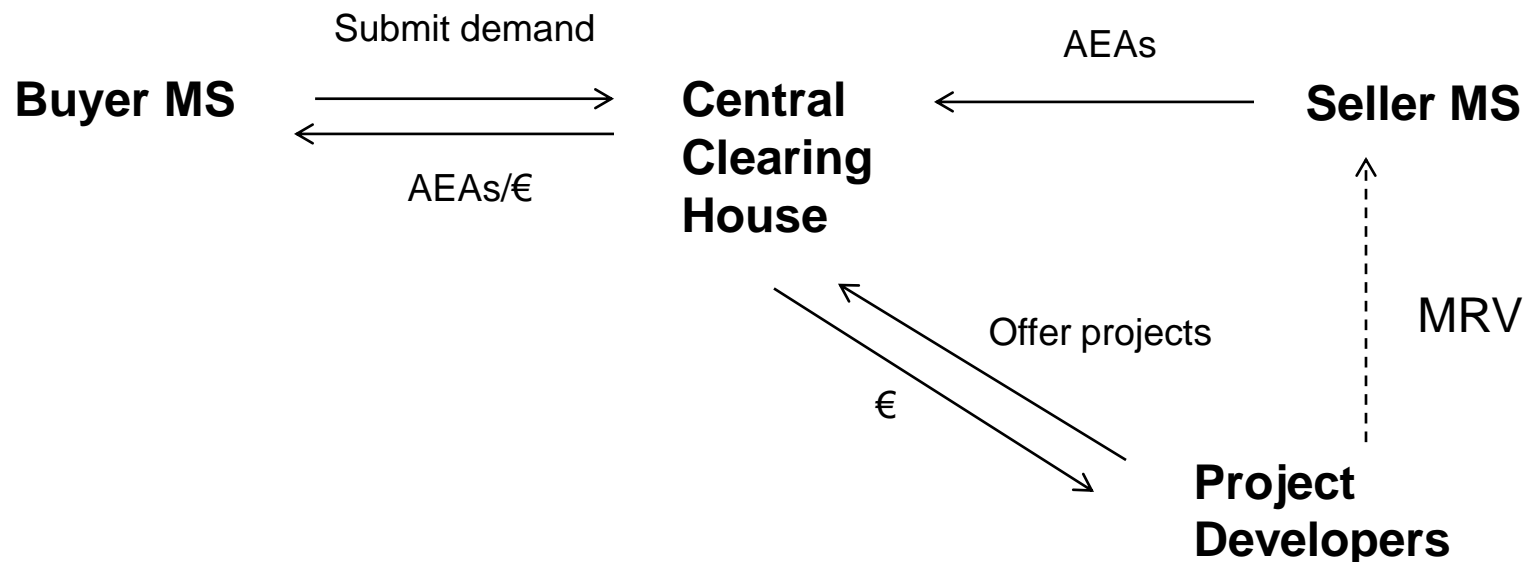 Submit demand
AEAs
Buyer MS
Central
Clearing
House
Seller MS
AEAs/€
MRV
Offer projects
€
Project
Developers